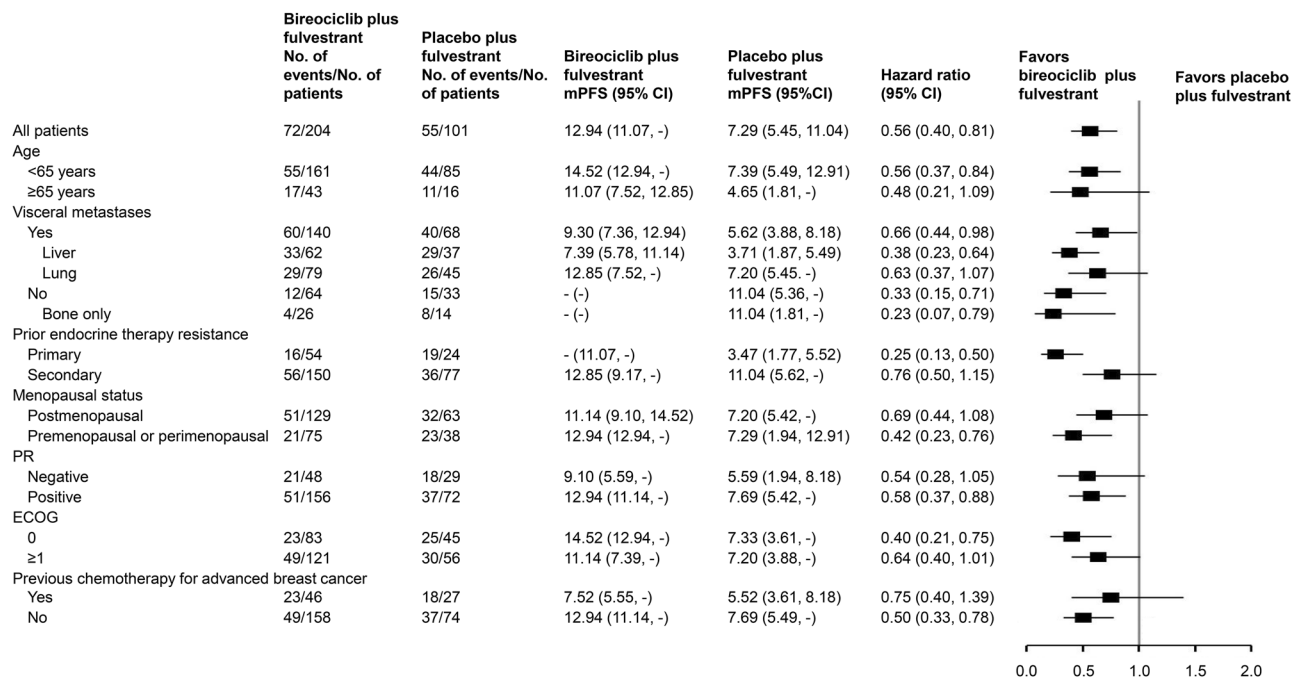 Bireociclib plus
fulvestrant
No. of
events/No. of
patients
Placebo plus
fulvestrant
No. of events/No.
of patients
Bireociclib plus
fulvestrant
mPFS (95% CI)
Placebo plus
fulvestrant
mPFS (95%CI)
Hazard ratio
(95% CI)
Favors
bireociclib plus
fulvestrant
Favors placebo
plus fulvestrant
All patients 72/204 55/101 12.94 (11.07, -) 7.29 (5.45, 11.04) 0.56 (0.40, 0.81)
Age
<65 years 55/161 44/85 14.52 (12.94, -) 7.39 (5.49, 12.91) 0.56 (0.37, 0.84)
≥65 years 17/43 11/16 11.07 (7.52, 12.85) 4.65 (1.81, -) 0.48 (0.21, 1.09)
Visceral metastases
Yes 60/140 40/68 9.30 (7.36, 12.94) 5.62 (3.88, 8.18) 0.66 (0.44, 0.98)
Liver 33/62 29/37 7.39 (5.78, 11.14) 3.71 (1.87, 5.49) 0.38 (0.23, 0.64)
Lung 29/79 26/45 12.85 (7.52, -) 7.20 (5.45. -) 0.63 (0.37, 1.07)
No 12/64 15/33 - (-) 11.04 (5.36, -) 0.33 (0.15, 0.71)
Bone only 4/26 8/14 - (-) 11.04 (1.81, -) 0.23 (0.07, 0.79)
Prior endocrine therapy resistance
Primary 16/54 19/24 - (11.07, -) 3.47 (1.77, 5.52) 0.25 (0.13, 0.50)
Secondary 56/150 36/77 12.85 (9.17, -) 11.04 (5.62, -) 0.76 (0.50, 1.15)
Menopausal status
Postmenopausal 51/129 32/63 11.14 (9.10, 14.52) 7.20 (5.42, -) 0.69 (0.44, 1.08)
Premenopausal or perimenopausal 21/75 23/38 12.94 (12.94, -) 7.29 (1.94, 12.91) 0.42 (0.23, 0.76)
PR
Negative 21/48 18/29 9.10 (5.59, -) 5.59 (1.94, 8.18) 0.54 (0.28, 1.05)
Positive 51/156 37/72 12.94 (11.14, -) 7.69 (5.42, -) 0.58 (0.37, 0.88)
ECOG
0 23/83 25/45 14.52 (12.94, -) 7.33 (3.61, -) 0.40 (0.21, 0.75)
≥1 49/121 30/56 11.14 (7.39, -) 7.20 (3.88, -) 0.64 (0.40, 1.01)
Previous chemotherapy for advanced breast cancer
Yes 23/46 18/27 7.52 (5.55, -) 5.52 (3.61, 8.18) 0.75 (0.40, 1.39)
No 49/158 37/74 12.94 (11.14, -) 7.69 (5.49, -) 0.50 (0.33, 0.78)
0.0 0.5 1.0 1.5 2.0